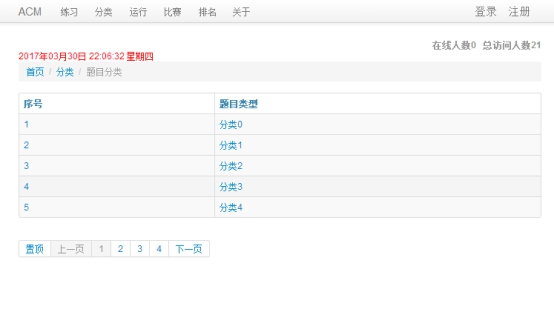 ACM 练习 分类 运行 比赛 排名 关于 登录 注册
在线人数0 总访问人数21
2017年03月30日 22:06:32 星期四
首页 / 分类 / 题目分类
序号 题目类型
1 分类0
2 分类1
3 分类2
4 分类3
5 分类4
置顶 上一页 1 2 3 4 下一页